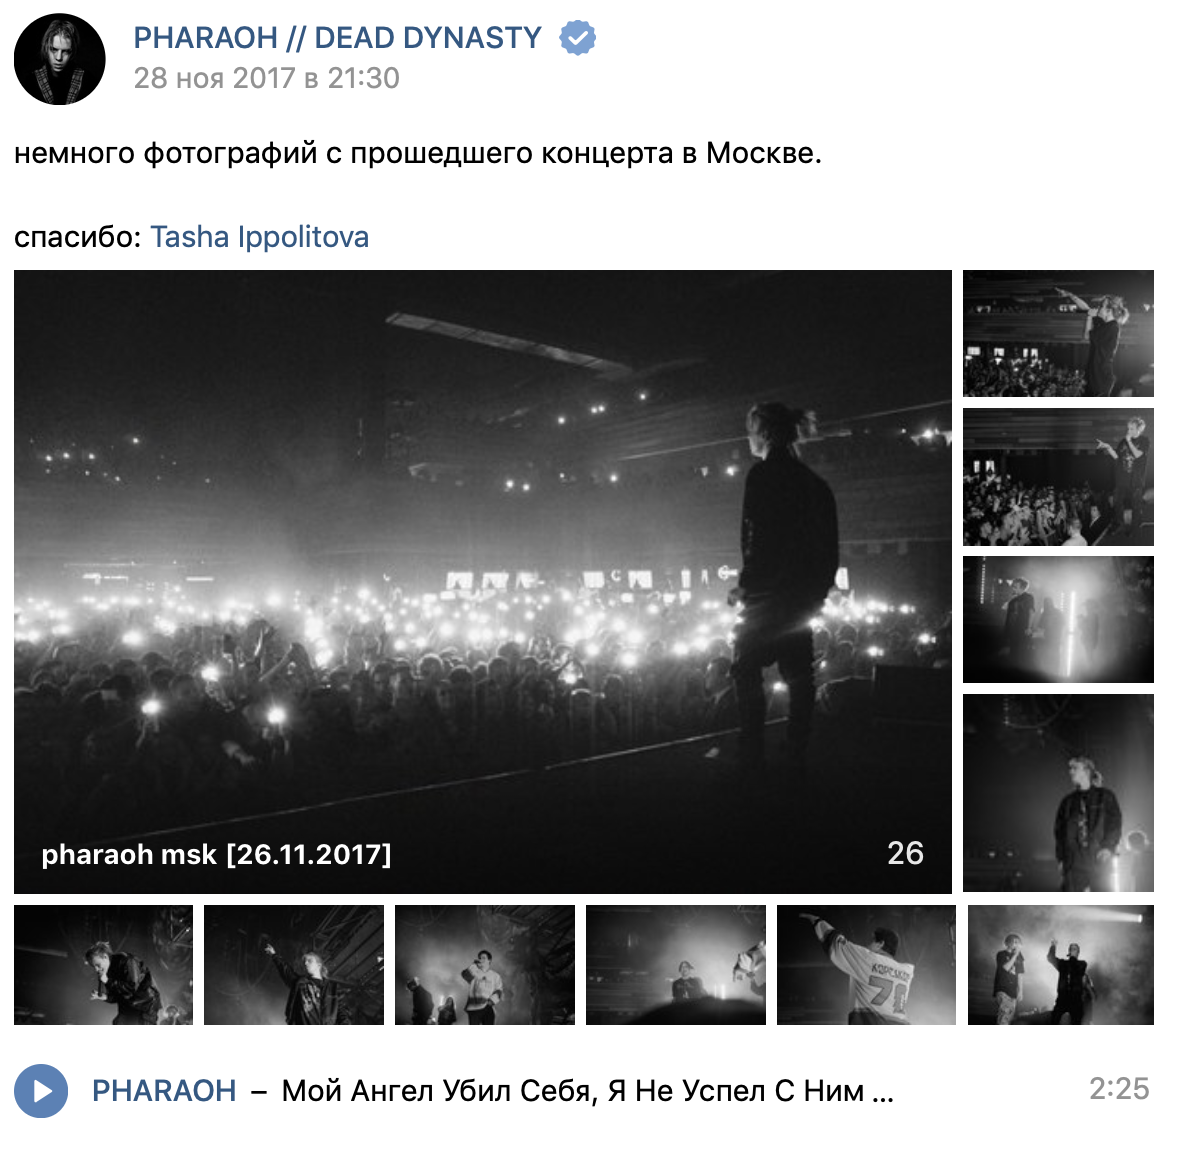 PHARAOH // DEAD DYNASTY
28 ноя 2017 в 21:30
немного фотографий с прошедшего концерта в Москве.
спасибо: Tasha Ippolitova
pharaoh msk [26.11.2017]
26
71
PHARAOH – Мой Ангел Убил Себя, Я Не Успел С Ним ...
2:25